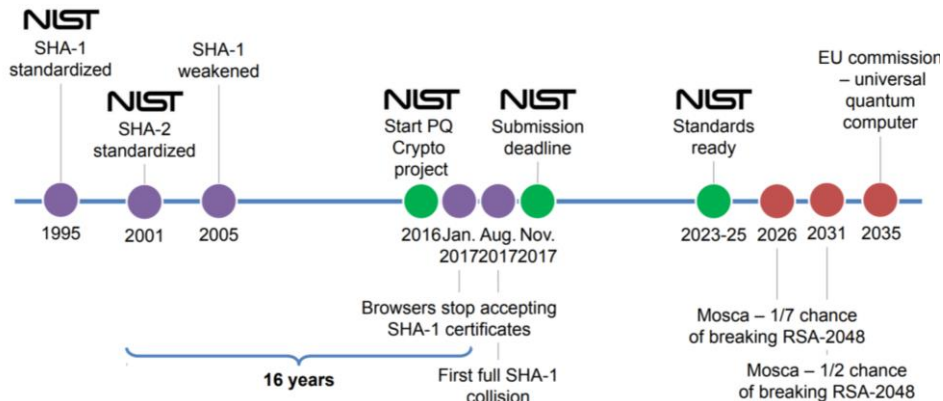 NIST
SHA-1
standardized
SHA-1
weakened
NIST
SHA-2
standardized
NIST
Start PQ
Crypto
project
NIST
Submission
deadline
NIST
Standards
ready
EU commission
– universal
quantum
computer
1995
2001
2005
2016
Jan.
2017
Aug.
2017
Nov.
2017
2023-25
2026
2031
2035
Browsers stop accepting
SHA-1 certificates
16 years
First full SHA-1
collision
Mosca – 1/7 chance
of breaking RSA-2048
Mosca – 1/2 chance
of breaking RSA-2048